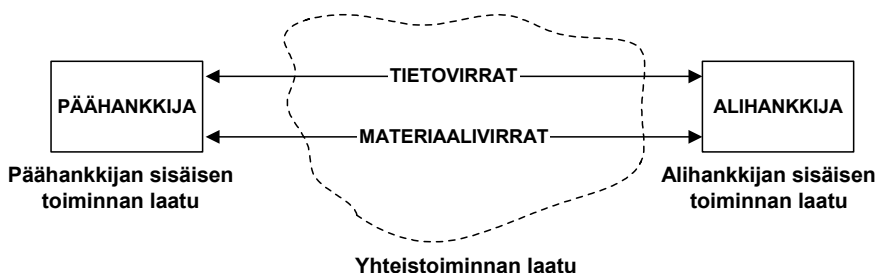 TIETOVIRRAT
PÄÄHANKKIJA
ALIHANKKIJA
MATERIAALIVIRRAT
Päähankkijan sisäisen
toiminnan laatu
Alihankkijan sisäisen
toiminnan laatu
Yhteistoiminnan laatu